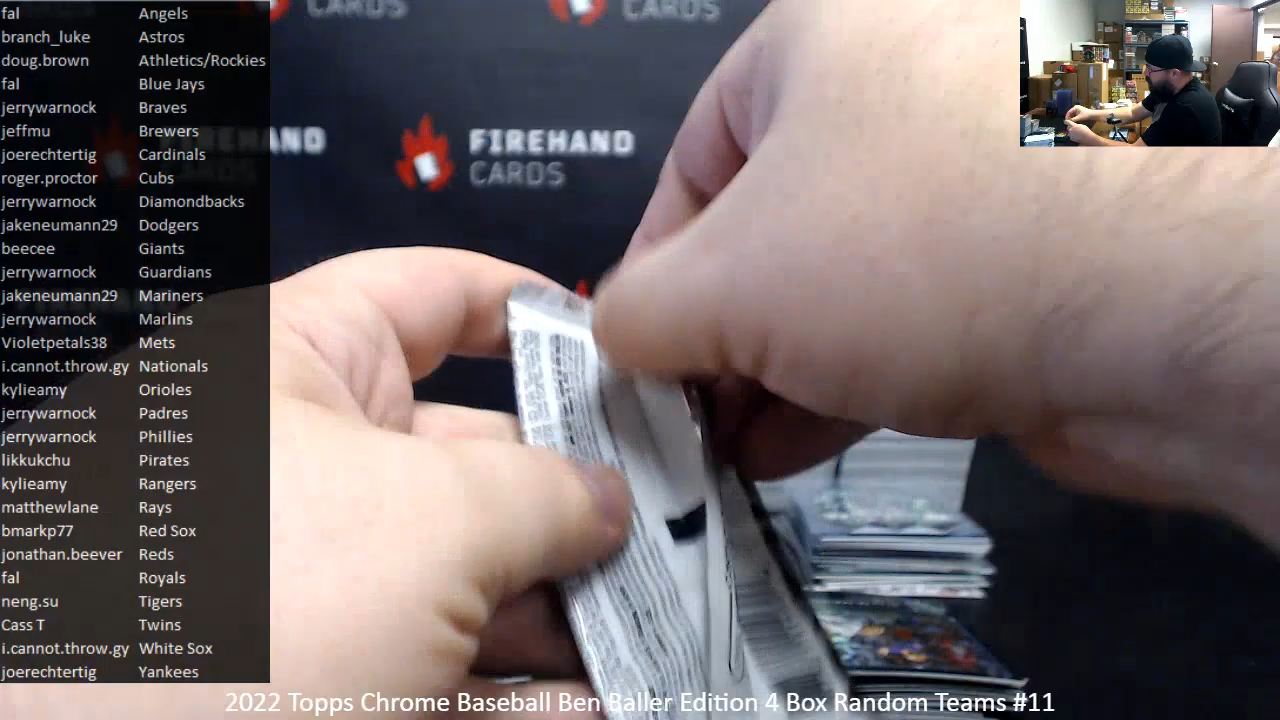 fal Angels
branch_luke Astros
doug.brown Athletics/Rockies
fal Blue Jays
jerrywarnock Braves
jeffmu Brewers
joerechtertig Cardinals
roger.proctor Cubs
jerrywarnock Diamondbacks
jakeneumann29 Dodgers
beecee Giants
jerrywarnock Guardians
jakeneumann29 Mariners
jerrywarnock Marlins
Violetpetals38 Mets
i.cannot.throw.gy Nationals
kylieamy Orioles
jerrywarnock Padres
jerrywarnock Phillies
likkukchu Pirates
kylieamy Rangers
matthewlane Rays
bmarkp77 Red Sox
jonathan.beever Reds
fal Royals
neng.su Tigers
Cass T Twins
i.cannot.throw.gy White Sox
joerechtertig Yankees
CARDS
CARDS
FIREHAND
FIREHAND
CARDS
2022 Topps Chrome Baseball Ben Baller Edition 4 Box Random Teams #11